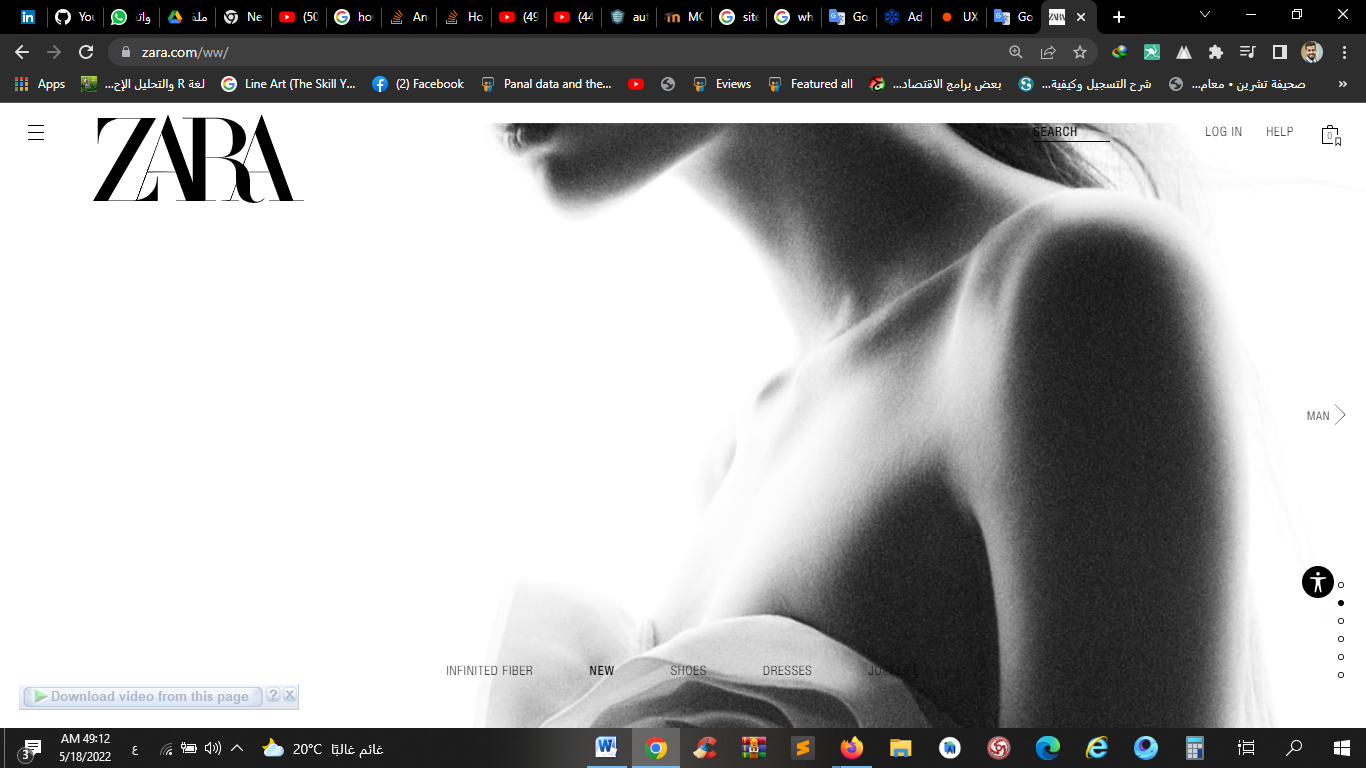 You
(50
ملف
Ne
hov
An
Ho
(49
(44
aut
MO
site
wh
Go
Ad
UX
Go
zara.com/ww/
Apps
لغة R والتحليل الإح...
Line Art (The Skill Y...
(2) Facebook
Panal data and the...
Eviews
Featured all
بعض برامج الاقتصاد...
شرح التسجيل وكيفية...
صحيفة تشرين • معام...
»
ZARA
SEARCH
LOG IN
HELP
0
MAN
INFINITED FIBER
NEW
SHOES
DRESSES
JOIN LIFE
Download video from this page
?
3
AM 49:12
5/18/2022
ع
20°C غائم غالبًا